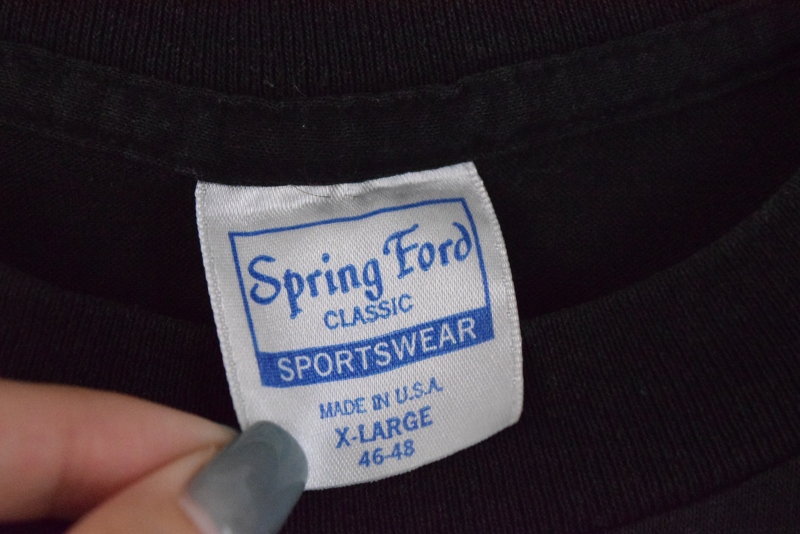 Spring Ford
CLASSIC
SPORTSWEAR
MADE IN U.S.A.
X-LARGE
46-48